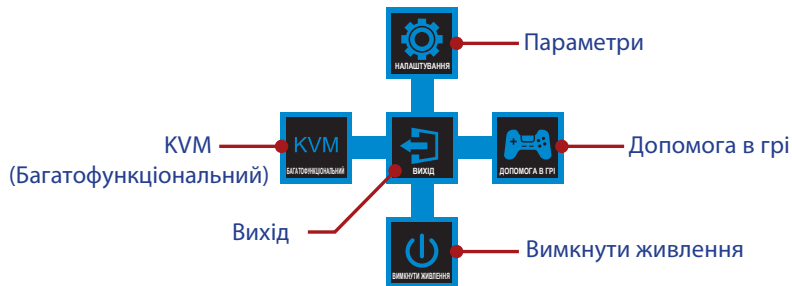 НАЛАШТУВАННЯ
Параметри
KVM
(Багатофункціональний)
KVM
БАГАТОФУНКЦІОНАЛЬНИЙ
ВИХІД
ДОПОМОГА В ГРІ
Допомога в грі
Вихід
ВИМКНУТИ ЖИВЛЕННЯ
Вимкнути живлення